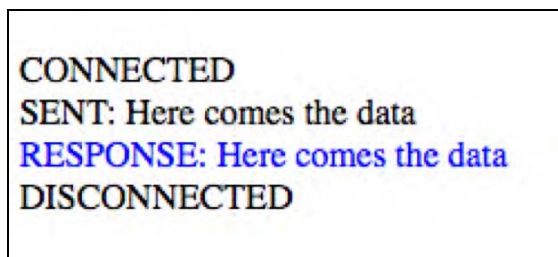 CONNECTED
SENT: Here comes the data
RESPONSE: Here comes the data
DISCONNECTED